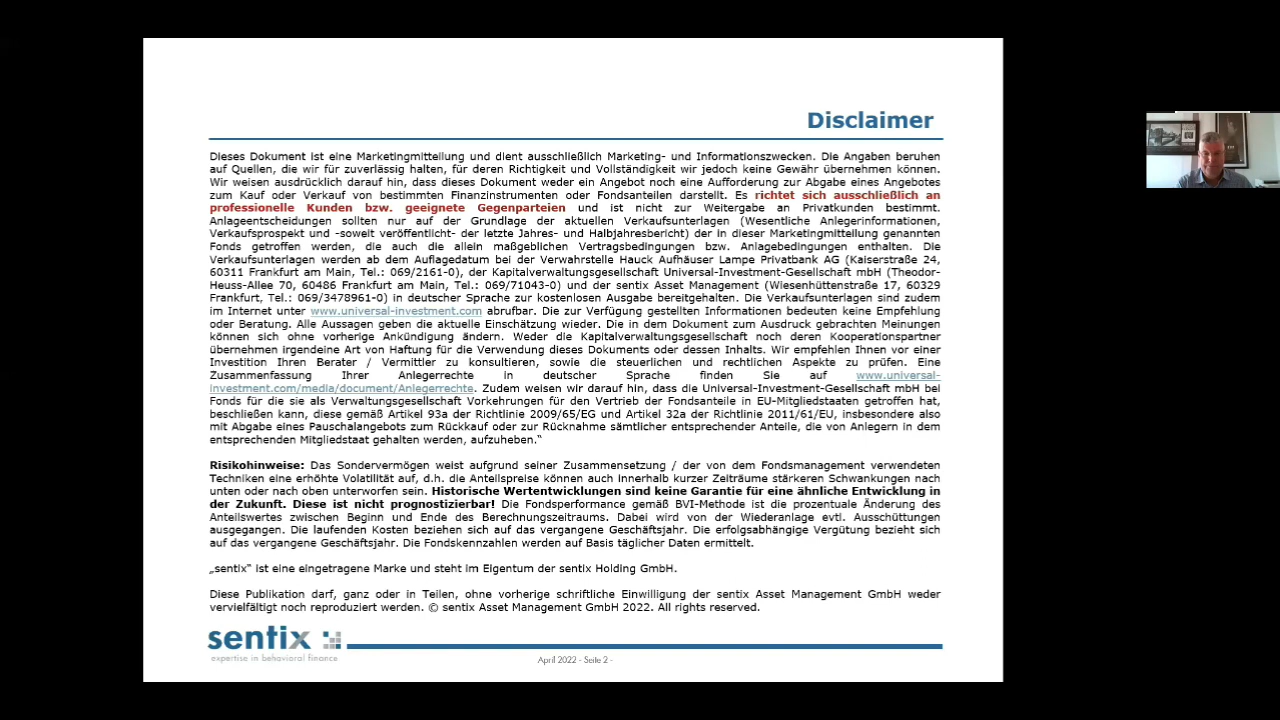 Disclaimer
Dieses Dokument ist eine Marketingmitteilung und dient ausschließlich Marketing- und Informationszwecken. Die Angaben beruhen
auf Quellen, die wir für zuverlässig halten, für deren Richtigkeit und Vollständigkeit wir jedoch keine Gewähr übernehmen können.
Wir weisen ausdrücklich darauf hin, dass dieses Dokument weder ein Angebot noch eine Aufforderung zur Abgabe eines Angebotes
zum Kauf oder Verkauf von bestimmten Finanzinstrumenten oder Fondsanteilen darstellt. Es richtet sich ausschließlich an
professionelle Kunden bzw. geeignete Gegenparteien und ist nicht zur Weitergabe an Privatkunden bestimmt.
Anlageentscheidungen sollten nur auf der Grundlage der aktuellen Verkaufsunterlagen (Wesentliche Anlegerinformationen,
Verkaufsprospekt und -soweit veröffentlicht- der letzte Jahres- und Halbjahresbericht) der in dieser Marketingmitteilung genannten
Fonds getroffen werden, die auch die allein maßgeblichen Vertragsbedingungen bzw. Anlagebedingungen enthalten. Die
Verkaufsunterlagen werden ab dem Auflagedatum bei der Verwahrstelle Hauck Aufhäuser Lampe Privatbank AG (Kaiserstraße 24,
60311 Frankfurt am Main, Tel.: 069/2161-0), der Kapitalverwaltungsgesellschaft Universal-Investment-Gesellschaft mbH (Theodor-
Heuss-Allee 70, 60486 Frankfurt am Main, Tel.: 069/71043-0) und der sentix Asset Management (Wiesenhüttenstraße 17, 60329
Frankfurt, Tel.: 069/3478961-0) in deutscher Sprache zur kostenlosen Ausgabe bereitgehalten. Die Verkaufsunterlagen sind zudem
im Internet unter www.universal-investment.com abrufbar. Die zur Verfügung gestellten Informationen bedeuten keine Empfehlung
oder Beratung. Alle Aussagen geben die aktuelle Einschätzung wieder. Die in dem Dokument zum Ausdruck gebrachten Meinungen
können sich ohne vorherige Ankündigung ändern. Weder die Kapitalverwaltungsgesellschaft noch deren Kooperationspartner
übernehmen irgendeine Art von Haftung für die Verwendung dieses Dokuments oder dessen Inhalts. Wir empfehlen Ihnen vor einer
Investition Ihren Berater / Vermittler zu konsultieren, sowie die steuerlichen und rechtlichen Aspekte zu prüfen. Eine
Zusammenfassung Ihrer Anlegerrechte in deutscher Sprache finden Sie auf www.universal-
investment.com/media/document/Anlegerrechte. Zudem weisen wir darauf hin, dass die Universal-Investment-Gesellschaft mbH bei
Fonds für die sie als Verwaltungsgesellschaft Vorkehrungen für den Vertrieb der Fondsanteile in EU-Mitgliedstaaten getroffen hat,
beschließen kann, diese gemäß Artikel 93a der Richtlinie 2009/65/EG und Artikel 32a der Richtlinie 2011/61/EU, insbesondere also
mit Abgabe eines Pauschalangebots zum Rückkauf oder zur Rücknahme sämtlicher entsprechender Anteile, die von Anlegern in dem
entsprechenden Mitgliedstaat gehalten werden, aufzuheben.“
Risikohinweise: Das Sondervermögen weist aufgrund seiner Zusammensetzung / der von dem Fondsmanagement verwendeten
Techniken eine erhöhte Volatilität auf, d.h. die Anteilspreise können auch innerhalb kurzer Zeiträume stärkeren Schwankungen nach
unten oder nach oben unterworfen sein. Historische Wertentwicklungen sind keine Garantie für eine ähnliche Entwicklung in
der Zukunft. Diese ist nicht prognostizierbar! Die Fondsperformance gemäß BVI-Methode ist die prozentuale Änderung des
Anteilswertes zwischen Beginn und Ende des Berechnungszeitraums. Dabei wird von der Wiederanlage evtl. Ausschüttungen
ausgegangen. Die laufenden Kosten beziehen sich auf das vergangene Geschäftsjahr. Die erfolgsabhängige Vergütung bezieht sich
auf das vergangene Geschäftsjahr. Die Fondskennzahlen werden auf Basis täglicher Daten ermittelt.
„sentix“ ist eine eingetragene Marke und steht im Eigentum der sentix Holding GmbH.
Diese Publikation darf, ganz oder in Teilen, ohne vorherige schriftliche Einwilligung der sentix Asset Management GmbH weder
vervielfältigt noch reproduziert werden. © sentix Asset Management GmbH 2022. All rights reserved.
sentix
expertise in behavioral finance
April 2022 - Seite 2 -